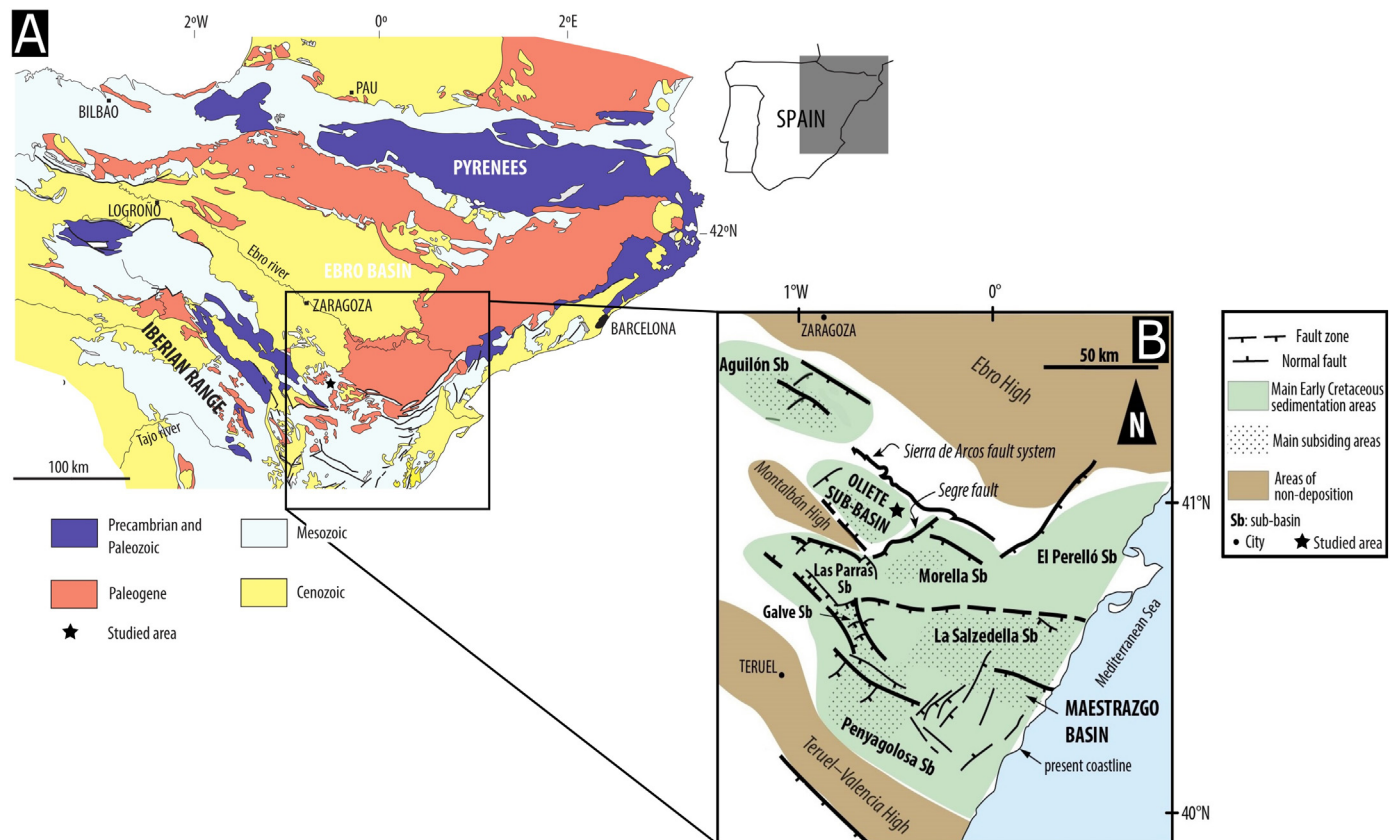 A
2°W
0°
2°E
PAU
BILBAO
PYRENEES
LOGROÑO
Ebro river
EBRO BASIN
42ºN
ZARAGOZA
BARCELONA
IBERIAN RANGE
Tajo river
100 km
Precambrian and
Paleozoic
Mesozoic
Paleogene
Cenozoic
Studied area
SPAIN
B
1°W
0°
ZARAGOZA
50 km
N
Ebro High
Aguilón Sb
Sierra de Arcos fault system
Segre fault
Montalbán High
OLIETE
SUB-BASIN
41°N
El Perelló Sb
Las Parras
Sb
Morella Sb
Galve Sb
La Salzedella Sb
Mediterranean Sea
TERUEL
MAESTRAZGO
BASIN
Penyagolosa Sb
present coastline
Teruel–Valencia High
40°N
Fault zone
Normal fault
Main Early Cretaceous
sedimentation areas
Main subsiding areas
Areas of
non-deposition
Sb: sub-basin
City
Studied area